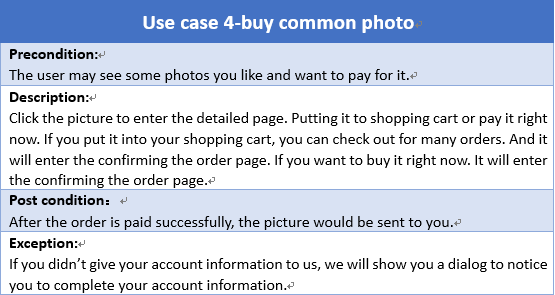 Use case 4-buy common photo
Precondition:
The user may see some photos you like and want to pay for it.
Description:
Click the picture to enter the detailed page. Putting it to shopping cart or pay it right
now. If you put it into your shopping cart, you can check out for many orders. And it
will enter the confirming the order page. If you want to buy it right now. It will enter
the confirming the order page.
Post condition：
After the order is paid successfully, the picture would be sent to you.
Exception:
If you didn’t give your account information to us, we will show you a dialog to notice
you to complete your account information.